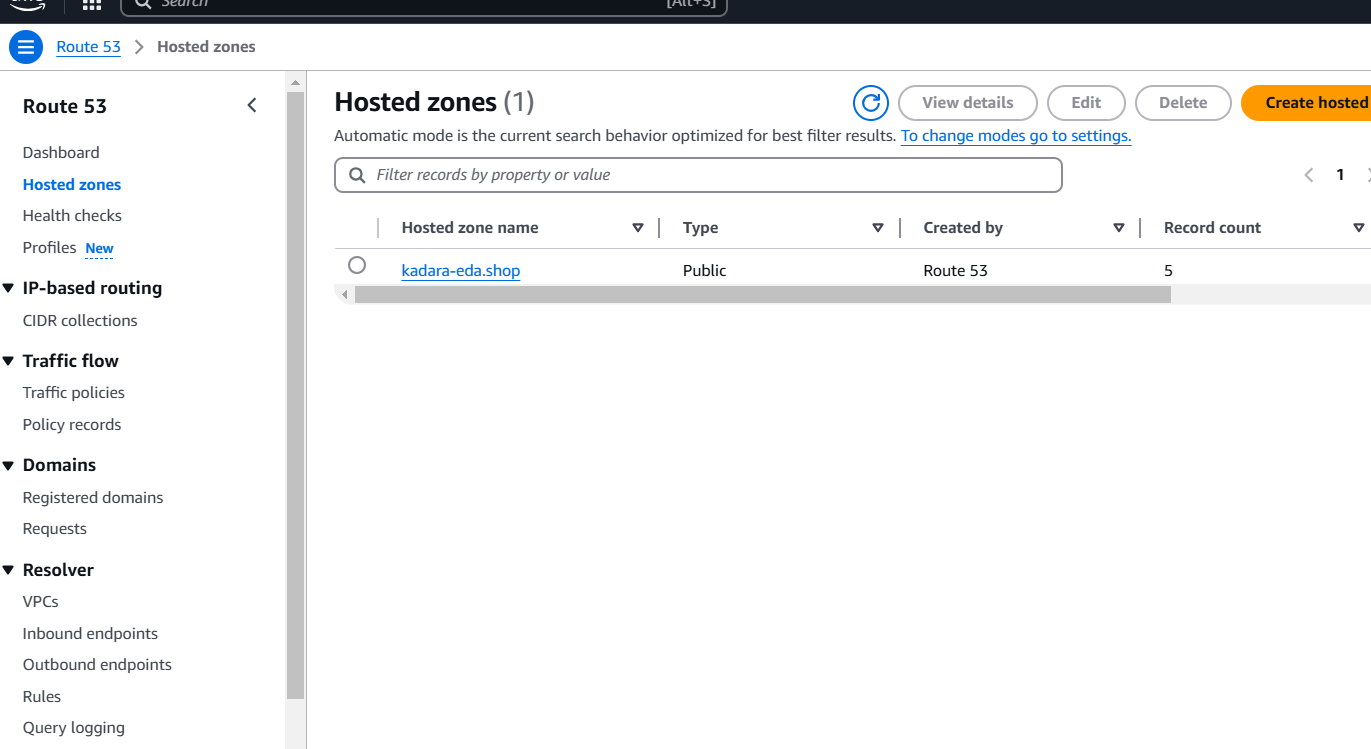 Search [Alt+S]
Route 53 > Hosted zones
Route 53
Dashboard
Hosted zones
Health checks
Profiles New
IP-based routing
CIDR collections
Traffic flow
Traffic policies
Policy records
Domains
Registered domains
Requests
Resolver
VPCs
Inbound endpoints
Outbound endpoints
Rules
Query logging
Hosted zones (1)
View details Edit Delete Create hosted
Automatic mode is the current search behavior optimized for best filter results. To change modes go to settings.
Filter records by property or value
1
Hosted zone name Type Created by Record count
kadara-eda.shop Public Route 53 5